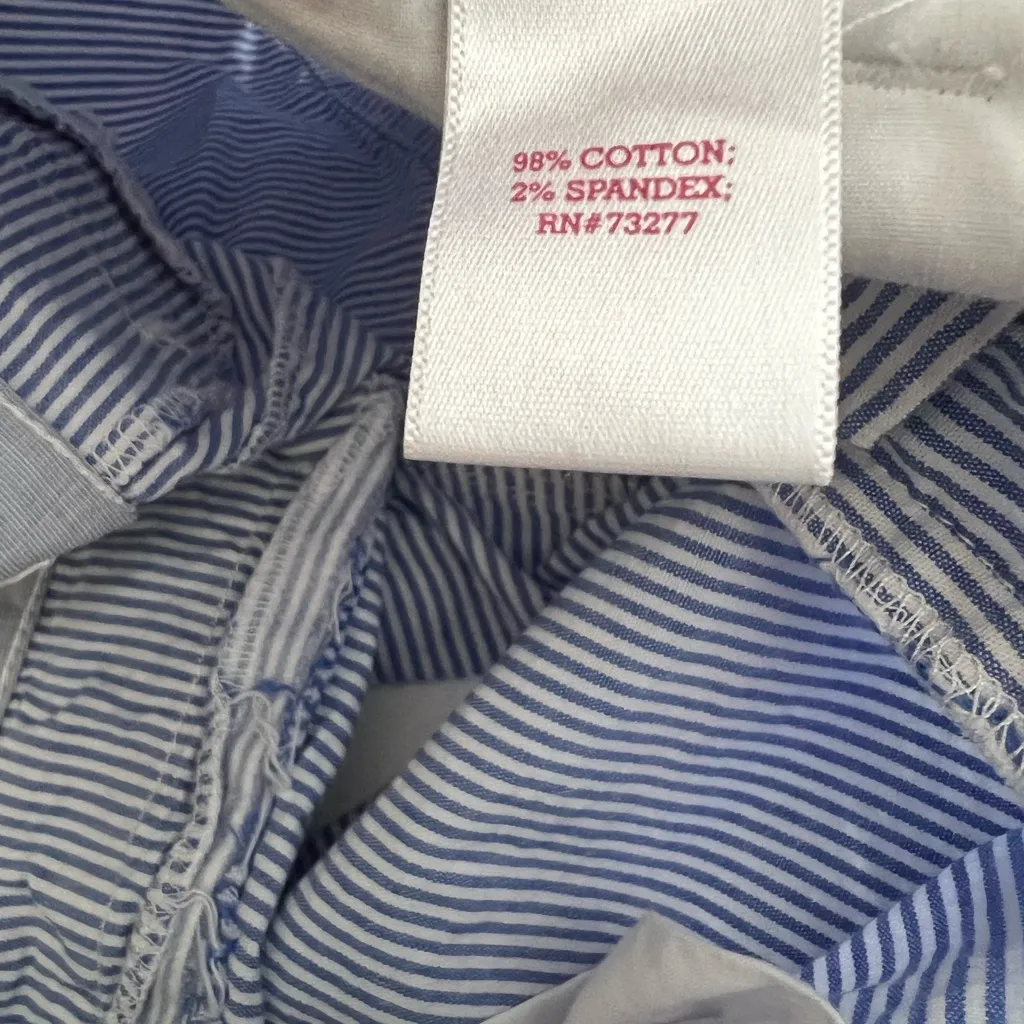 98% COTTON;
2% SPANDEX;
RN#73277